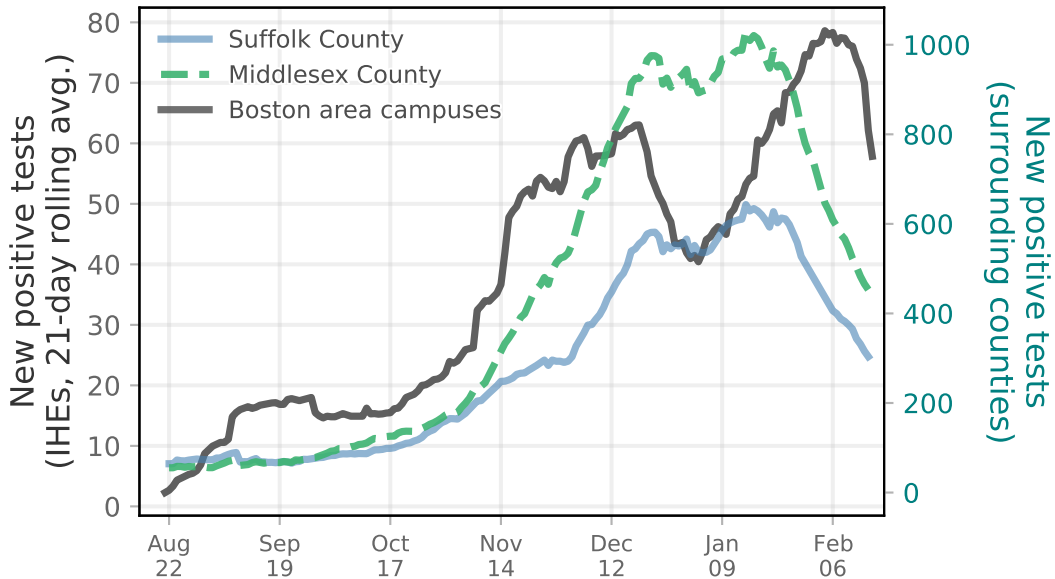 New positive tests
(IHEs, 21-day rolling avg.)
80
70
60
50
40
30
20
10
0
Suffolk County
Middlesex County
Boston area campuses
1000
800
600
400
200
0
New positive tests
(surrounding counties)
Aug
22
Sep
19
Oct
17
Nov
14
Dec
12
Jan
09
Feb
06